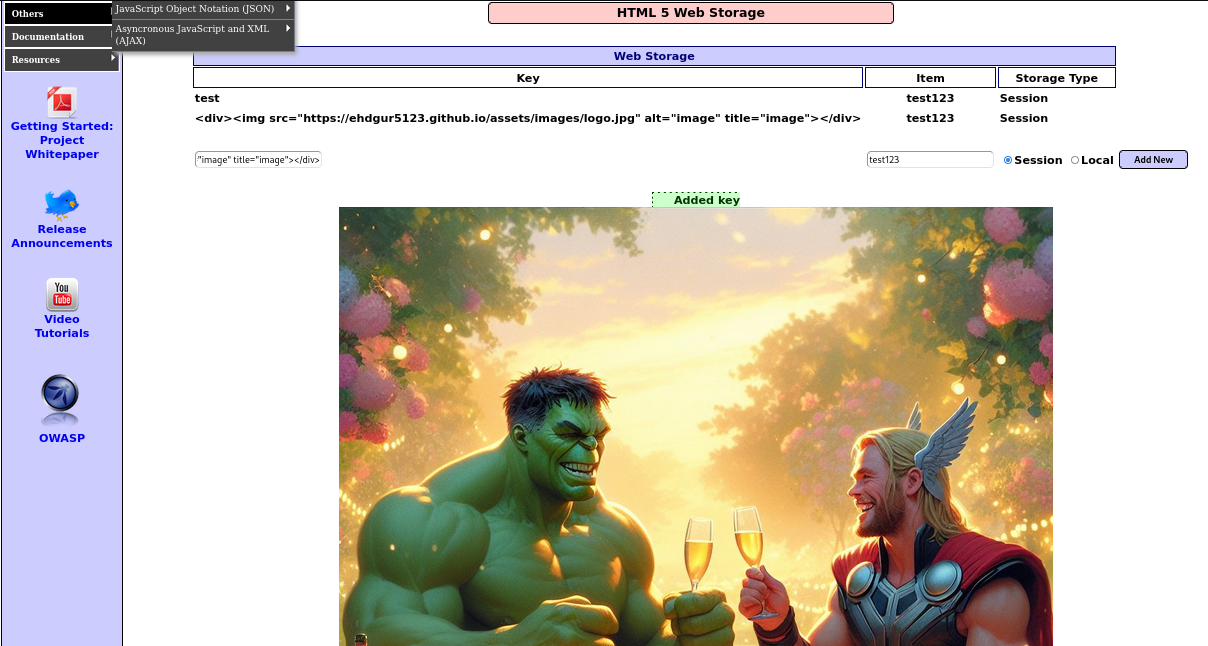 Others
Documentation
Resources
JavaScript Object Notation (JSON)
Asyncronous JavaScript and XML
(AJAX)
Getting Started:
Project
Whitepaper
Release
Announcements
You
Tube
Video
Tutorials
OWASP
HTML 5 Web Storage
Web Storage
Key Item Storage Type
test test123 Session
<div><img src="https://ehdgur5123.github.io/assets/images/logo.jpg" alt="image" title="image"></div> test123 Session
"image" title="image"></div> test123 Session Local Add New
Added key